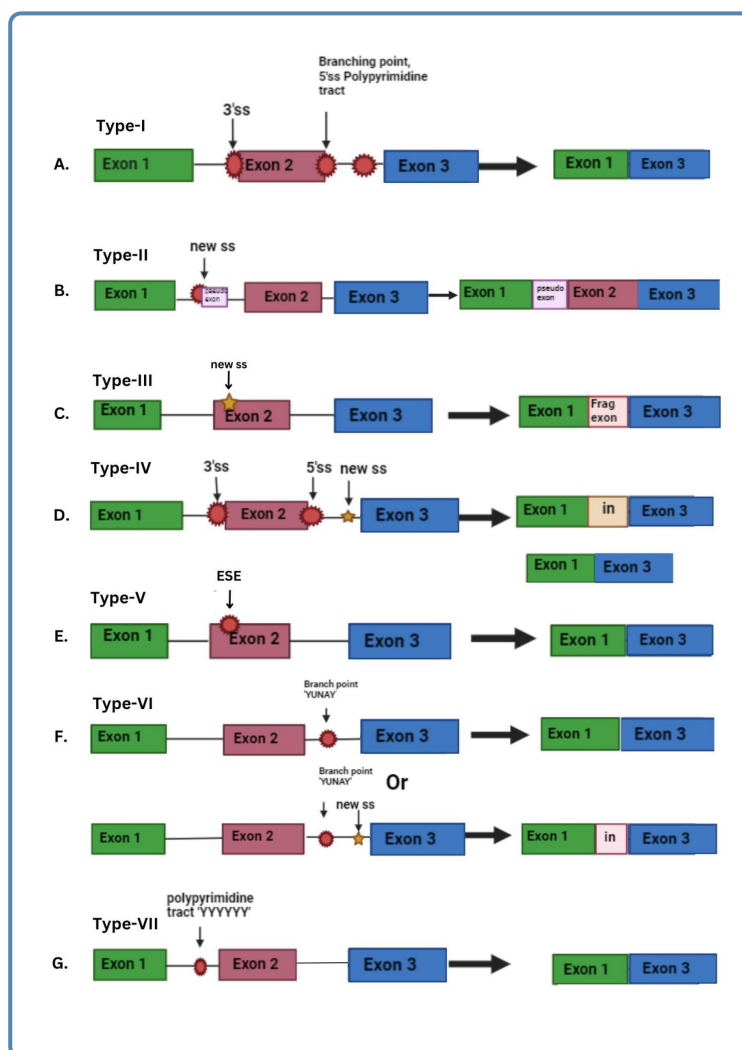 Branching point,
5'ss Polypyrimidine
tract
3'ss
Type-I
A. Exon 1 Exon 2 Exon 3 Exon 1 Exon 3
Type-II
new ss
B. Exon 1 pseudo exon Exon 2 Exon 3 Exon 1 pseudo exon Exon 2 Exon 3
Type-III
new ss
C. Exon 1 Exon 2 Exon 3 Exon 1 Frag exon Exon 3
Type-IV
3'ss 5'ss new ss
D. Exon 1 Exon 2 Exon 3 Exon 1 in Exon 3
Exon 1 Exon 3
Type-V
ESE
E. Exon 1 Exon 2 Exon 3 Exon 1 Exon 3
Type-VI
Branch point
'YUNAY'
F. Exon 1 Exon 2 Exon 3 Exon 1 Exon 3
Or
Branch point
'YUNAY'
new ss
Exon 1 Exon 2 Exon 3 Exon 1 in Exon 3
Type-VII
polypyrimidine
tract 'YYYYYY'
G. Exon 1 Exon 2 Exon 3 Exon 1 Exon 3